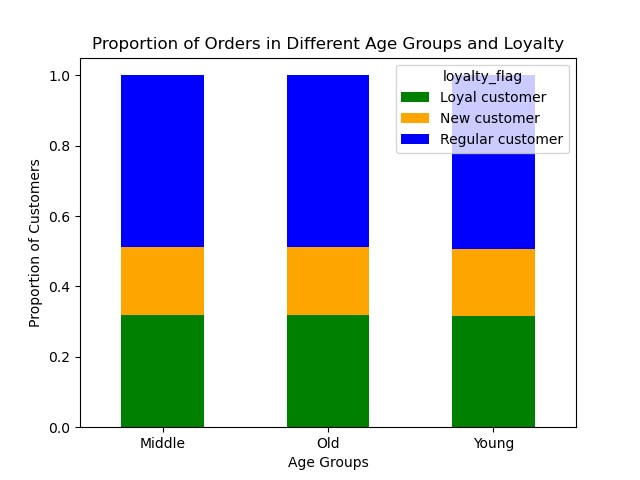 Proportion of Orders in Different Age Groups and Loyalty
loyalty_flag
Loyal customer
New customer
Regular customer
Proportion of Customers
1.0
0.8
0.6
0.4
0.2
0.0
Middle Old Young
Age Groups